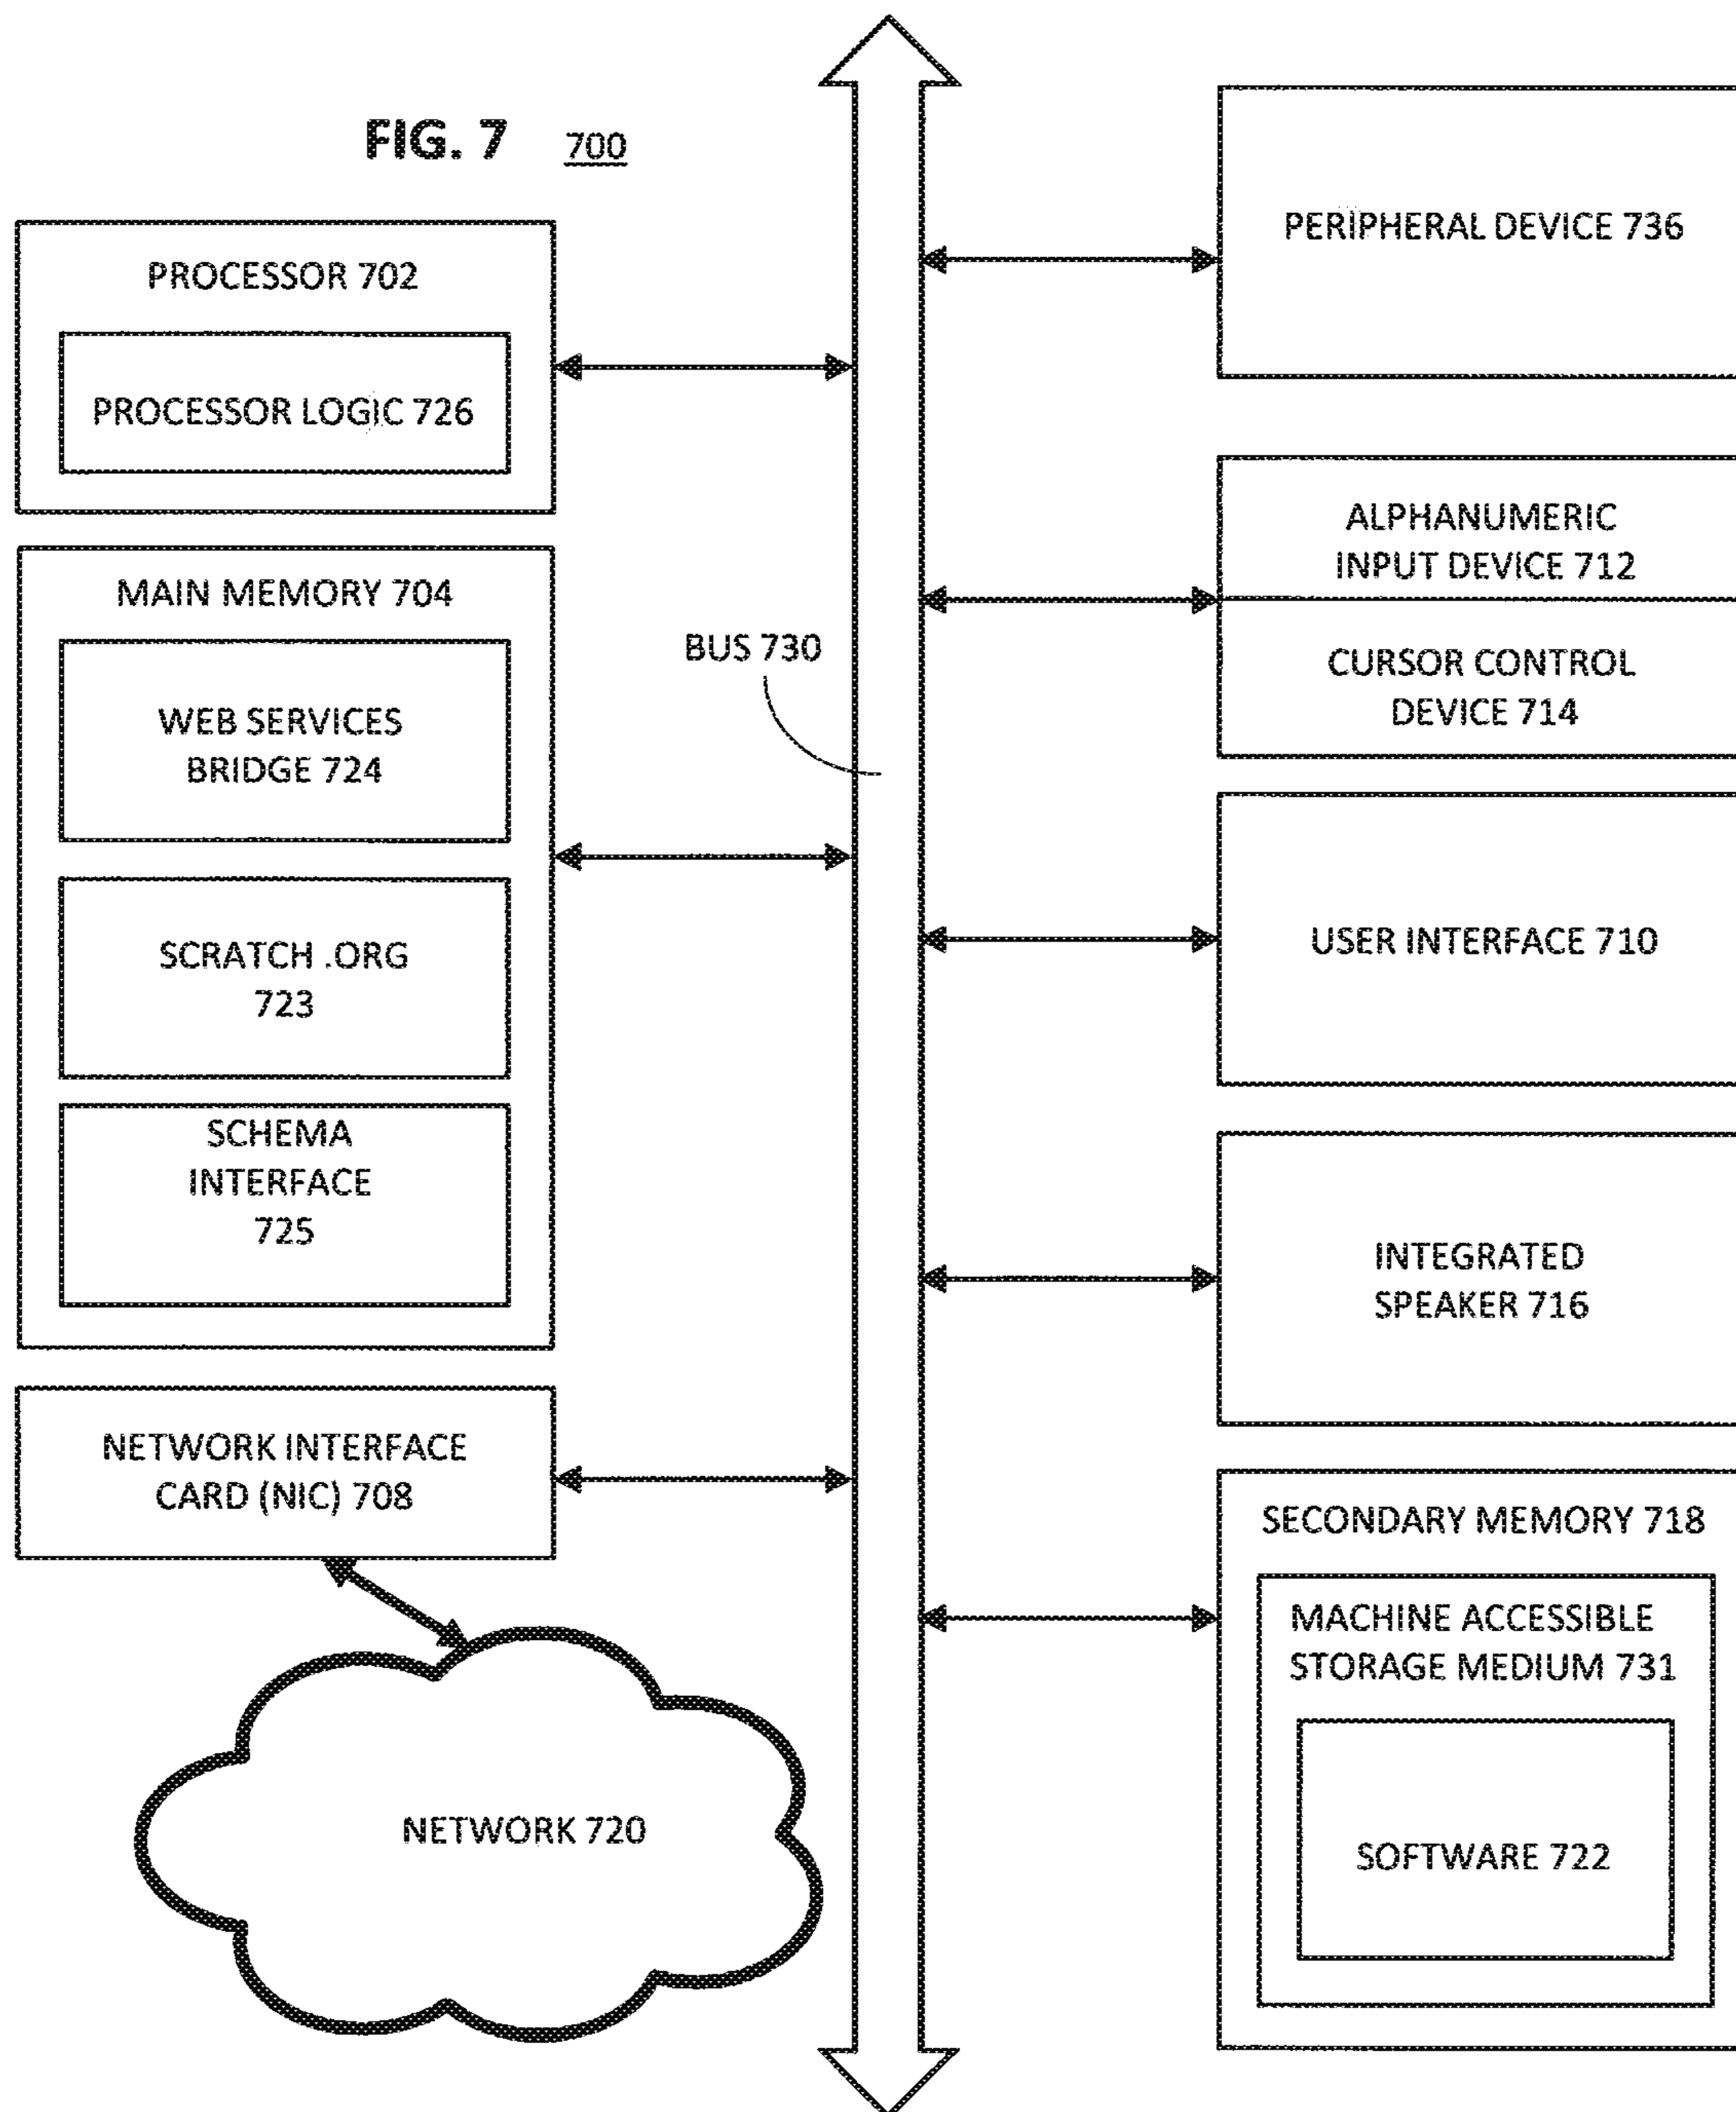 FIG. 7 700
PROCESSOR 702
PROCESSOR LOGIC 726
MAIN MEMORY 704
WEB SERVICES
BRIDGE 724
SCRATCH .ORG
723
SCHEMA
INTERFACE
725
NETWORK INTERFACE
CARD (NIC) 708
NETWORK 720
BUS 730
PERIPHERAL DEVICE 736
ALPHANUMERIC
INPUT DEVICE 712
CURSOR CONTROL
DEVICE 714
USER INTERFACE 710
INTEGRATED
SPEAKER 716
SECONDARY MEMORY 718
MACHINE ACCESSIBLE
STORAGE MEDIUM 731
SOFTWARE 722